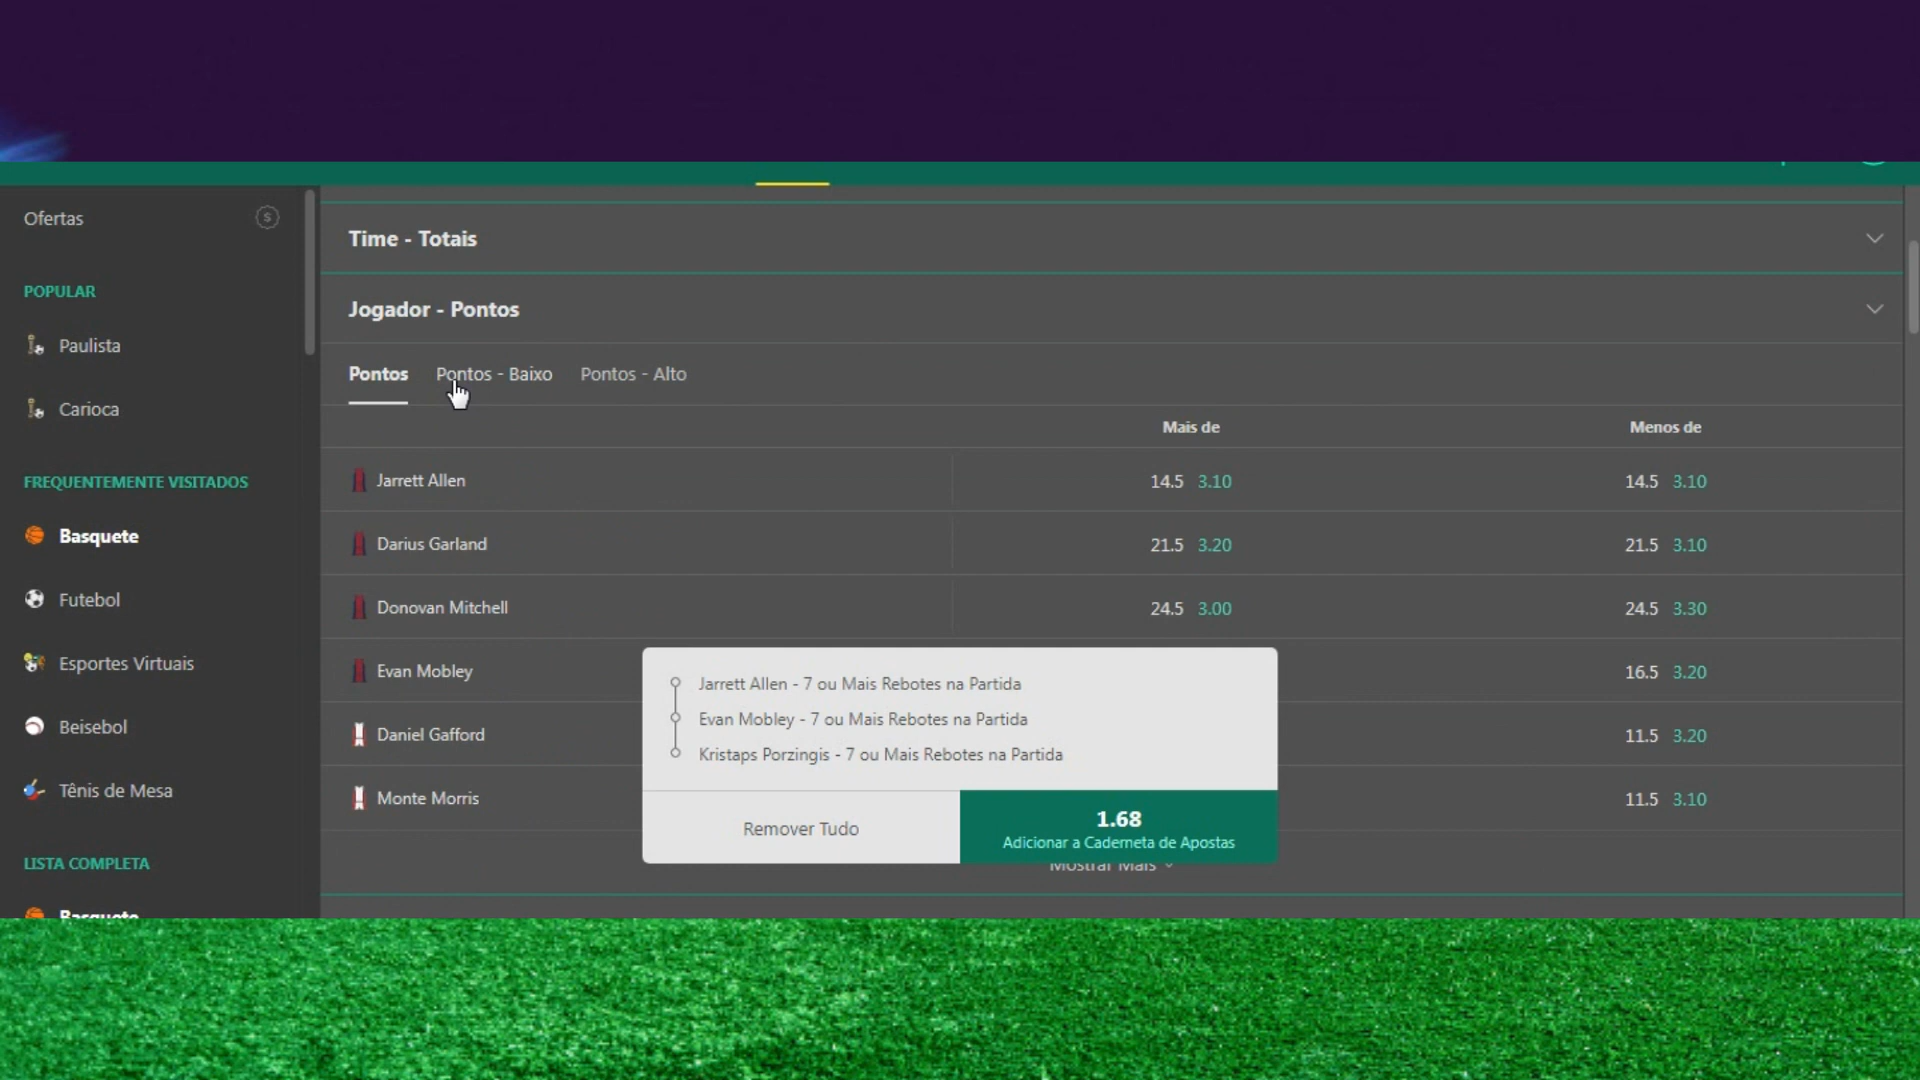 Ofertas
POPULAR
Paulista
Carioca
FREQUENTEMENTE VISITADOS
Basquete
Futebol
Esportes Virtuais
Beisebol
Tênis de Mesa
LISTA COMPLETA
Basquete
Time - Totais
Jogador - Pontos
Pontos Pontos - Baixo Pontos - Alto
Mais de Menos de
Jarrett Allen 14.5 3.10 14.5 3.10
Darius Garland 21.5 3.20 21.5 3.10
Donovan Mitchell 24.5 3.00 24.5 3.30
Evan Mobley 16.5 3.20
Daniel Gafford 11.5 3.20
Monte Morris 11.5 3.10
Jarrett Allen - 7 ou Mais Rebotes na Partida
Evan Mobley - 7 ou Mais Rebotes na Partida
Kristaps Porzingis - 7 ou Mais Rebotes na Partida
Remover Tudo
1.68
Adicionar a Caderneta de Apostas
Mostrar Mais